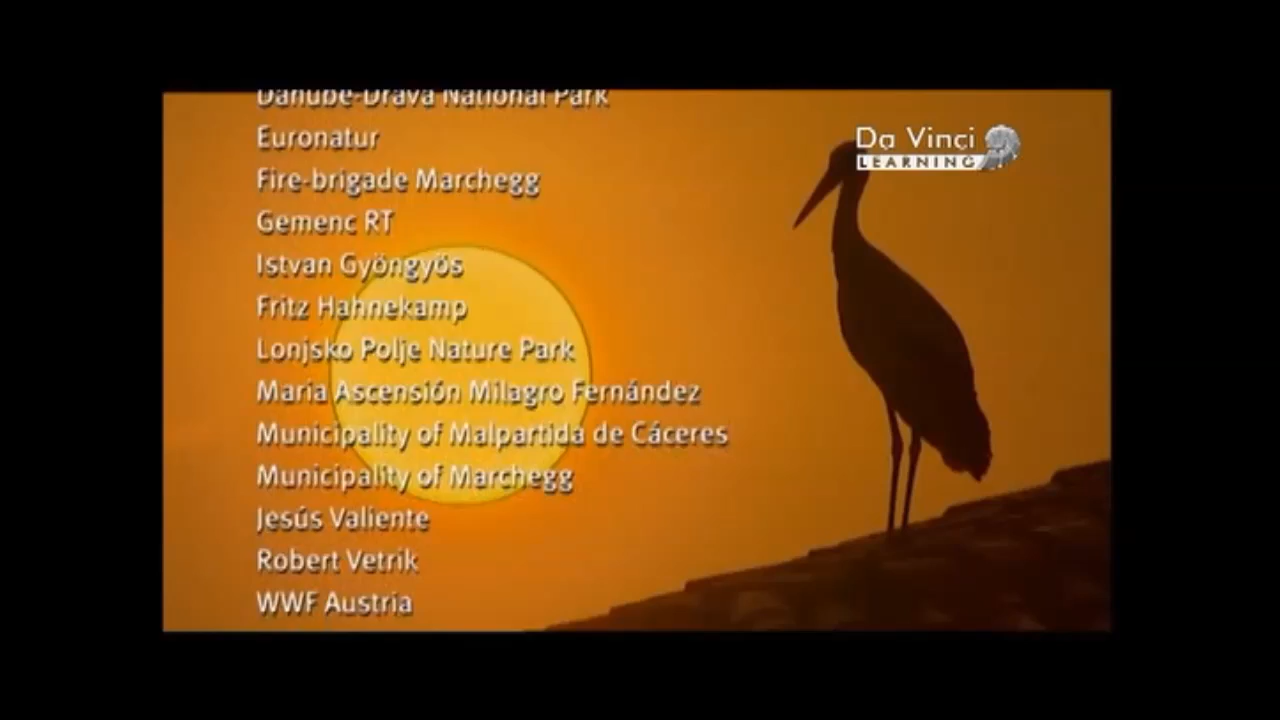 Danube-Drava National Park
Euronatur
Fire-brigade Marchegg
Gemenc RT
Istvan Gyöngyös
Fritz Hahnekamp
Lonjsko Polje Nature Park
Maria Ascensión Milagro Fernández
Municipality of Malpartida de Cáceres
Municipality of Marchegg
Jesús Valiente
Robert Vetrik
WWF Austria
Da Vinci
LEARNING